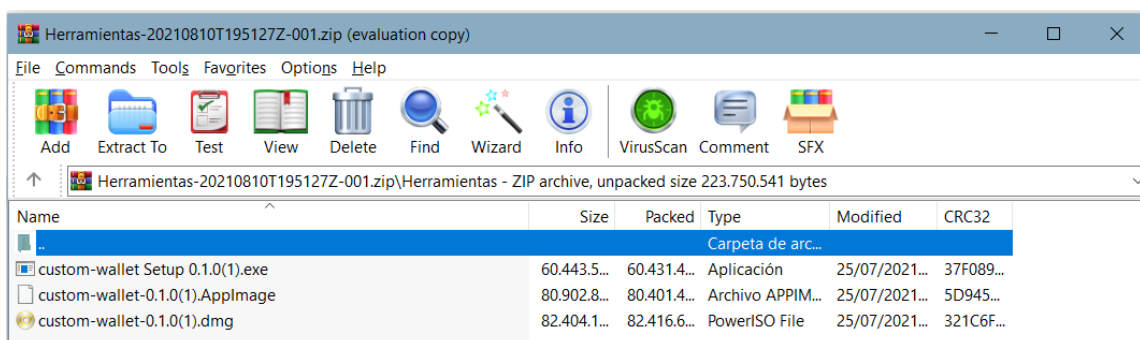 Herramientas-20210810T195127Z-001.zip (evaluation copy)
File Commands Tools Favorites Options Help
Add Extract To Test View Delete Find Wizard Info VirusScan Comment SFX
Herramientas-20210810T195127Z-001.zip\Herramientas - ZIP archive, unpacked size 223.750.541 bytes
Name Size Packed Type Modified CRC32
.. Carpeta de arc...
custom-wallet Setup 0.1.0(1).exe 60.443.5... 60.431.4... Aplicación 25/07/2021... 37F089...
custom-wallet-0.1.0(1).AppImage 80.902.8... 80.401.4... Archivo APPIM... 25/07/2021... 5D945...
custom-wallet-0.1.0(1).dmg 82.404.1... 82.416.6... PowerISO File 25/07/2021... 321C6F...